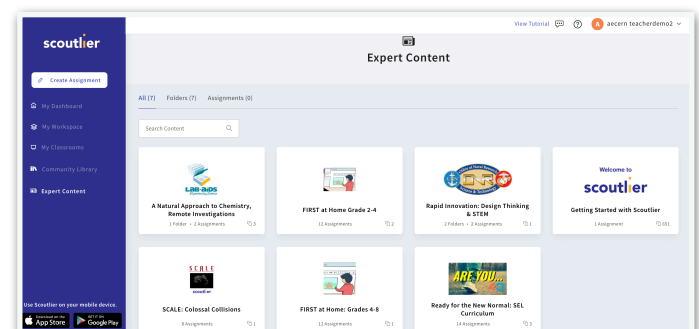 View Tutorial
A
aecern teacherdemo2
scoutlier
Expert Content
Create Assignment
My Dashboard
My Workspace
My Classrooms
Community Library
Expert Content
All (7)
Folders (7)
Assignments (0)
Search Content
LAB-AIDS
A Natural Approach to Chemistry,
Remote Investigations
1 Folder • 2 Assignments
3
FIRST at Home Grade 2-4
12 Assignments
2
Rapid Innovation: Design Thinking
& STEM
2 Folders • 2 Assignments
1
Welcome to
scoutlier
Getting Started with Scoutlier
1 Assignment
651
SCALE
scoutlier
SCALE: Colossal Collisions
8 Assignments
1
FIRST at Home: Grades 4-8
12 Assignments
1
ARE YOU...
Ready for the New Normal: SEL
Curriculum
14 Assignments
3
Use Scoutlier on your mobile device.
Download on the
App Store
GET IT ON
Google Play